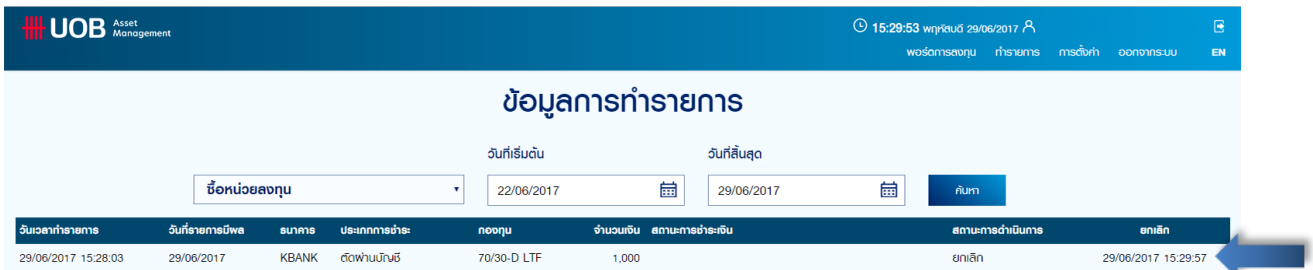 UOB Asset Management
15:29:53 พฤหัสบดี 29/06/2017
พอร์ตการลงทุน ทำรายการ การตั้งค่า ออกจากระบบ EN
ข้อมูลการทำรายการ
วันที่เริ่มต้น วันที่สิ้นสุด
ซื้อหน่วยลงทุน 22/06/2017 29/06/2017 ค้นหา
วันเวลาทำรายการ วันที่รายการมีผล ธนาคาร ประเภทการชำระ กองทุน จำนวนเงิน สถานะการชำระเงิน สถานะการดำเนินการ ยกเลิก
29/06/2017 15:28:03 29/06/2017 KBANK ตัดผ่านบัญชี 70/30-D LTF 1,000 ยกเลิก 29/06/2017 15:29:57